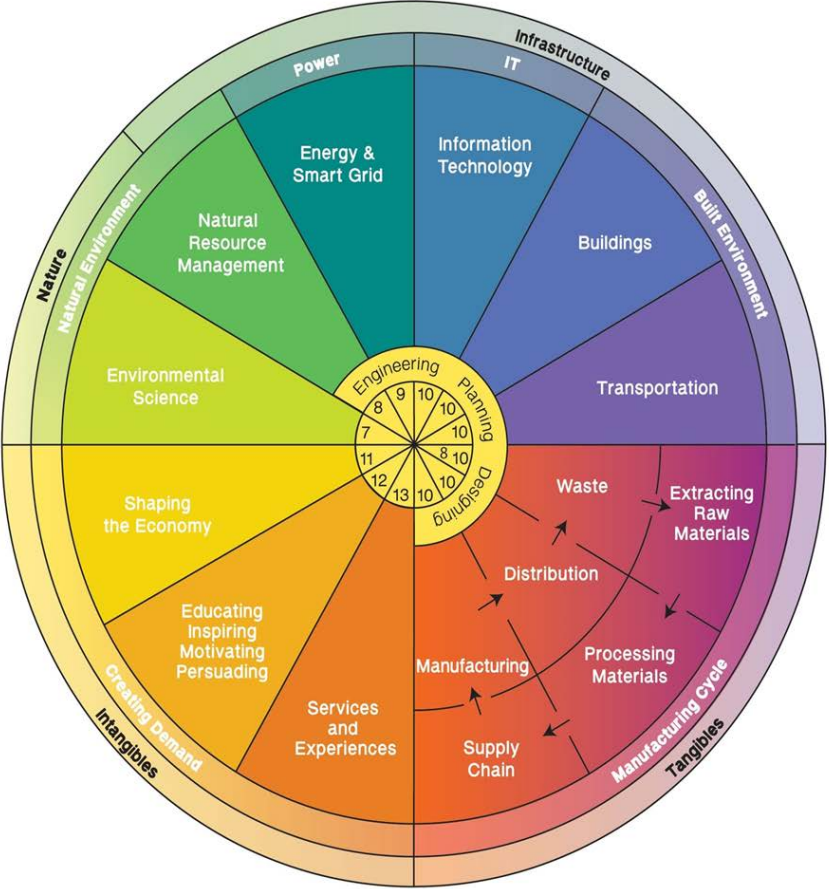 Infrastructure
Power
IT
Energy &
Smart Grid
Information
Technology
Natural
Resource
Management
Buildings
Built Environment
Nature
Natural Environment
Environmental
Science
Transportation
Engineering
Planning
Designing
9
10
8
10
7
10
11
8
10
12
10
13
10
Shaping
the Economy
Waste
Extracting
Raw
Materials
Distribution
Educating
Inspiring
Motivating
Persuading
Manufacturing
Processing
Materials
Services
and
Experiences
Supply
Chain
Creating Demand
Intangibles
Manufacturing Cycle
Tangibles